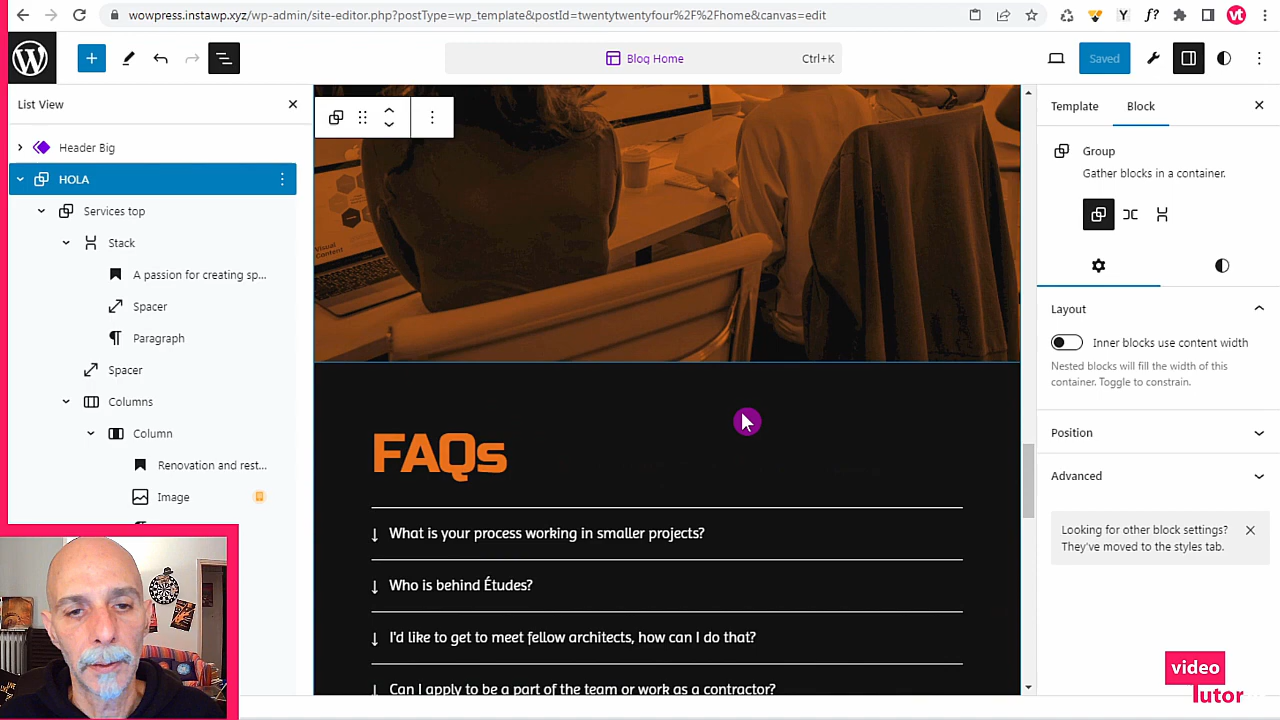 wowpress.instawp.xyz/wp-admin/site-editor.php?postType=wp_template&postId=twentytwentyfour%2F%2Fhome&canvas=edit
Blog Home
Ctrl+K
Saved
List View
Header Big
HOLA
Services top
Stack
A passion for creating sp...
Spacer
Paragraph
Spacer
Columns
Column
Renovation and rest...
Image
Visual
Content
FAQs
↓ What is your process working in smaller projects?
↓ Who is behind Études?
↓ I'd like to get to meet fellow architects, how can I do that?
↓ Can I apply to be a part of the team or work as a contractor?
Template
Block
Group
Gather blocks in a container.
Layout
Inner blocks use content width
Nested blocks will fill the width of this
container. Toggle to constrain.
Position
Advanced
Looking for other block settings?
They've moved to the styles tab.
video
Tutor